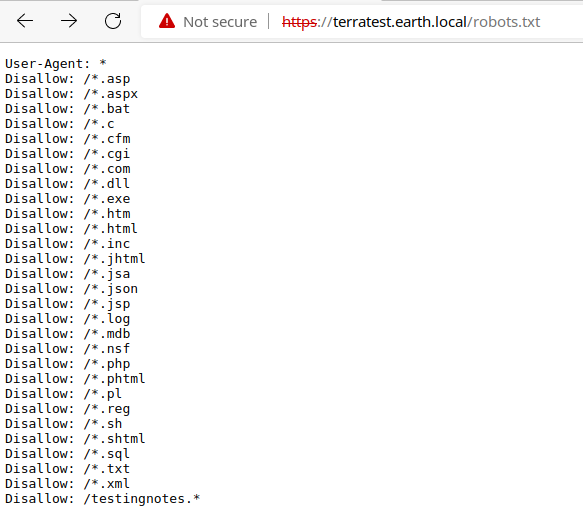 Not secure https://terratest.earth.local/robots.txt
User-Agent: *
Disallow: /*.asp
Disallow: /*.aspx
Disallow: /*.bat
Disallow: /*.c
Disallow: /*.cfm
Disallow: /*.cgi
Disallow: /*.com
Disallow: /*.dll
Disallow: /*.exe
Disallow: /*.htm
Disallow: /*.html
Disallow: /*.inc
Disallow: /*.jhtml
Disallow: /*.jsa
Disallow: /*.json
Disallow: /*.jsp
Disallow: /*.log
Disallow: /*.mdb
Disallow: /*.nsf
Disallow: /*.php
Disallow: /*.phtml
Disallow: /*.pl
Disallow: /*.reg
Disallow: /*.sh
Disallow: /*.shtml
Disallow: /*.sql
Disallow: /*.txt
Disallow: /*.xml
Disallow: /testingnotes.*